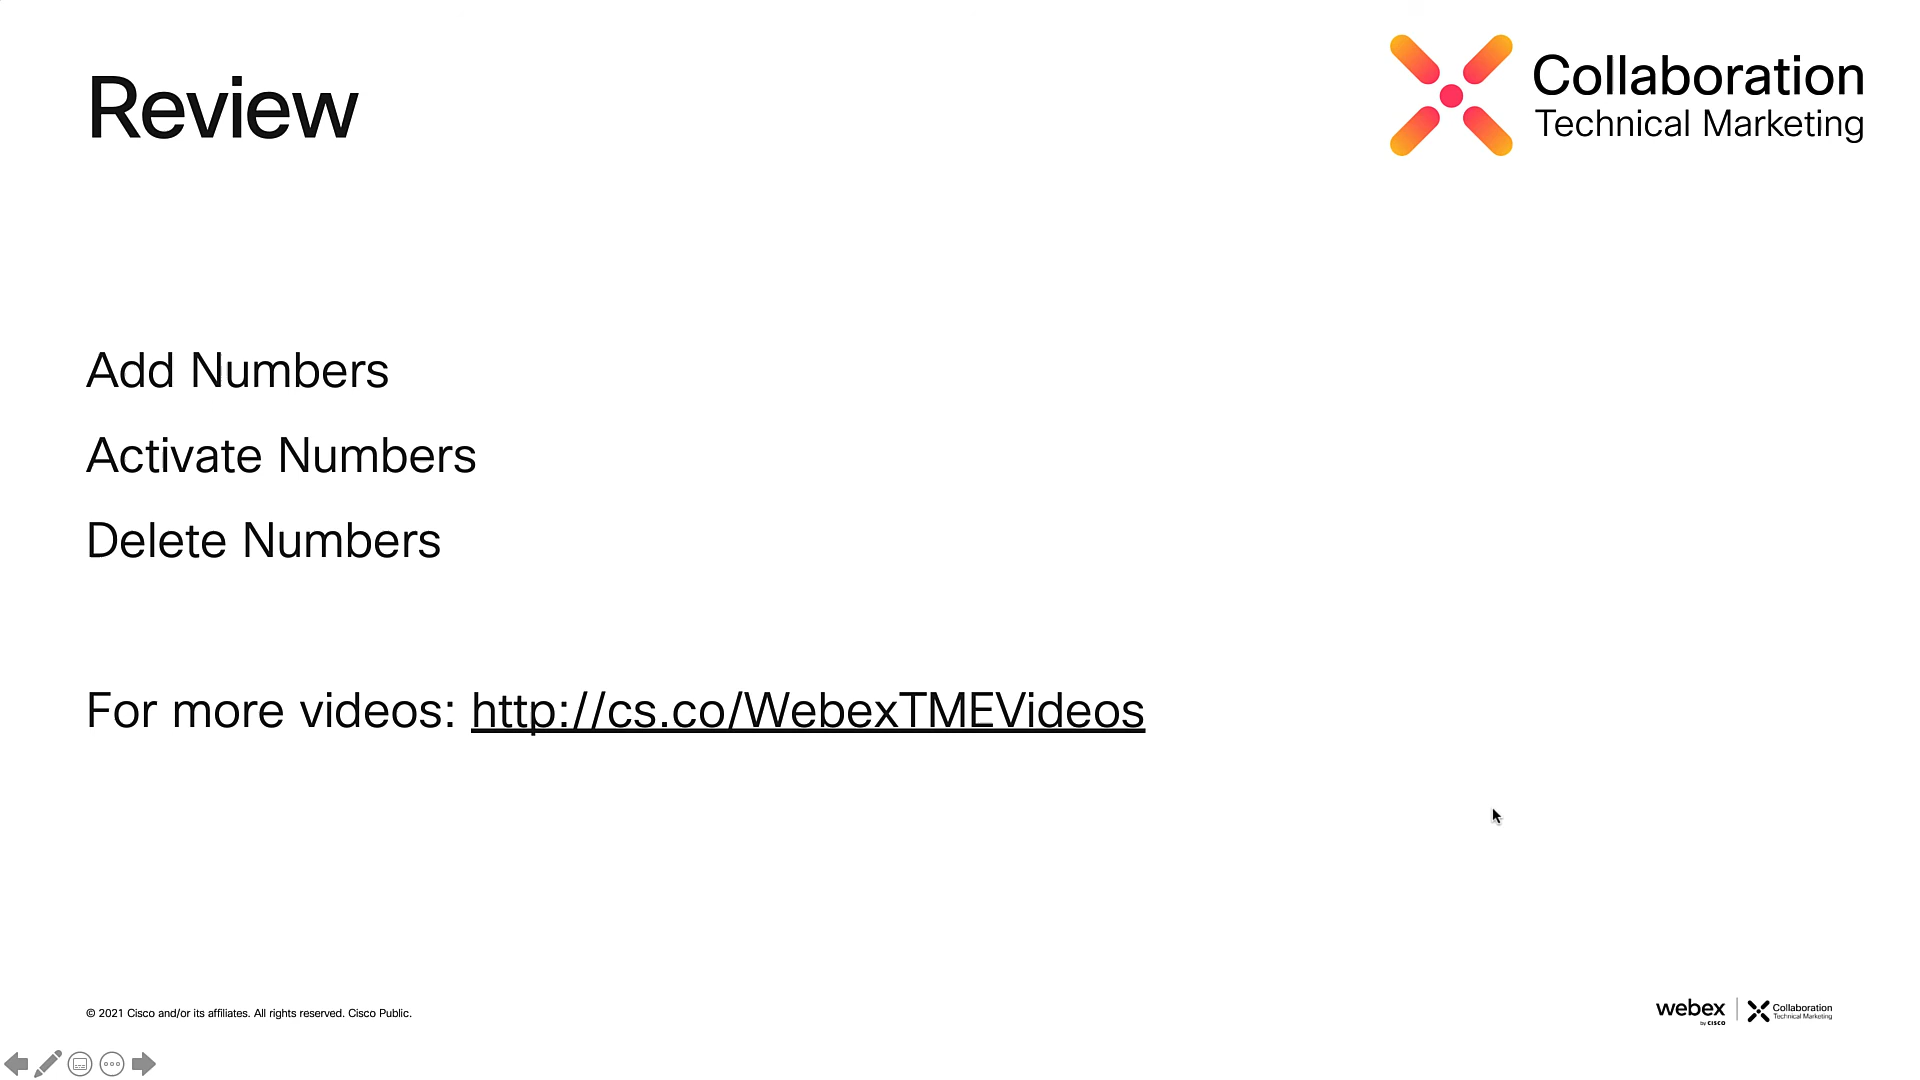 Review
Collaboration
Technical Marketing
Add Numbers
Activate Numbers
Delete Numbers
For more videos: http://cs.co/WebexTMEVideos
© 2021 Cisco and/or its affiliates. All rights reserved. Cisco Public.
webex
by CISCO
Collaboration
Technical Marketing